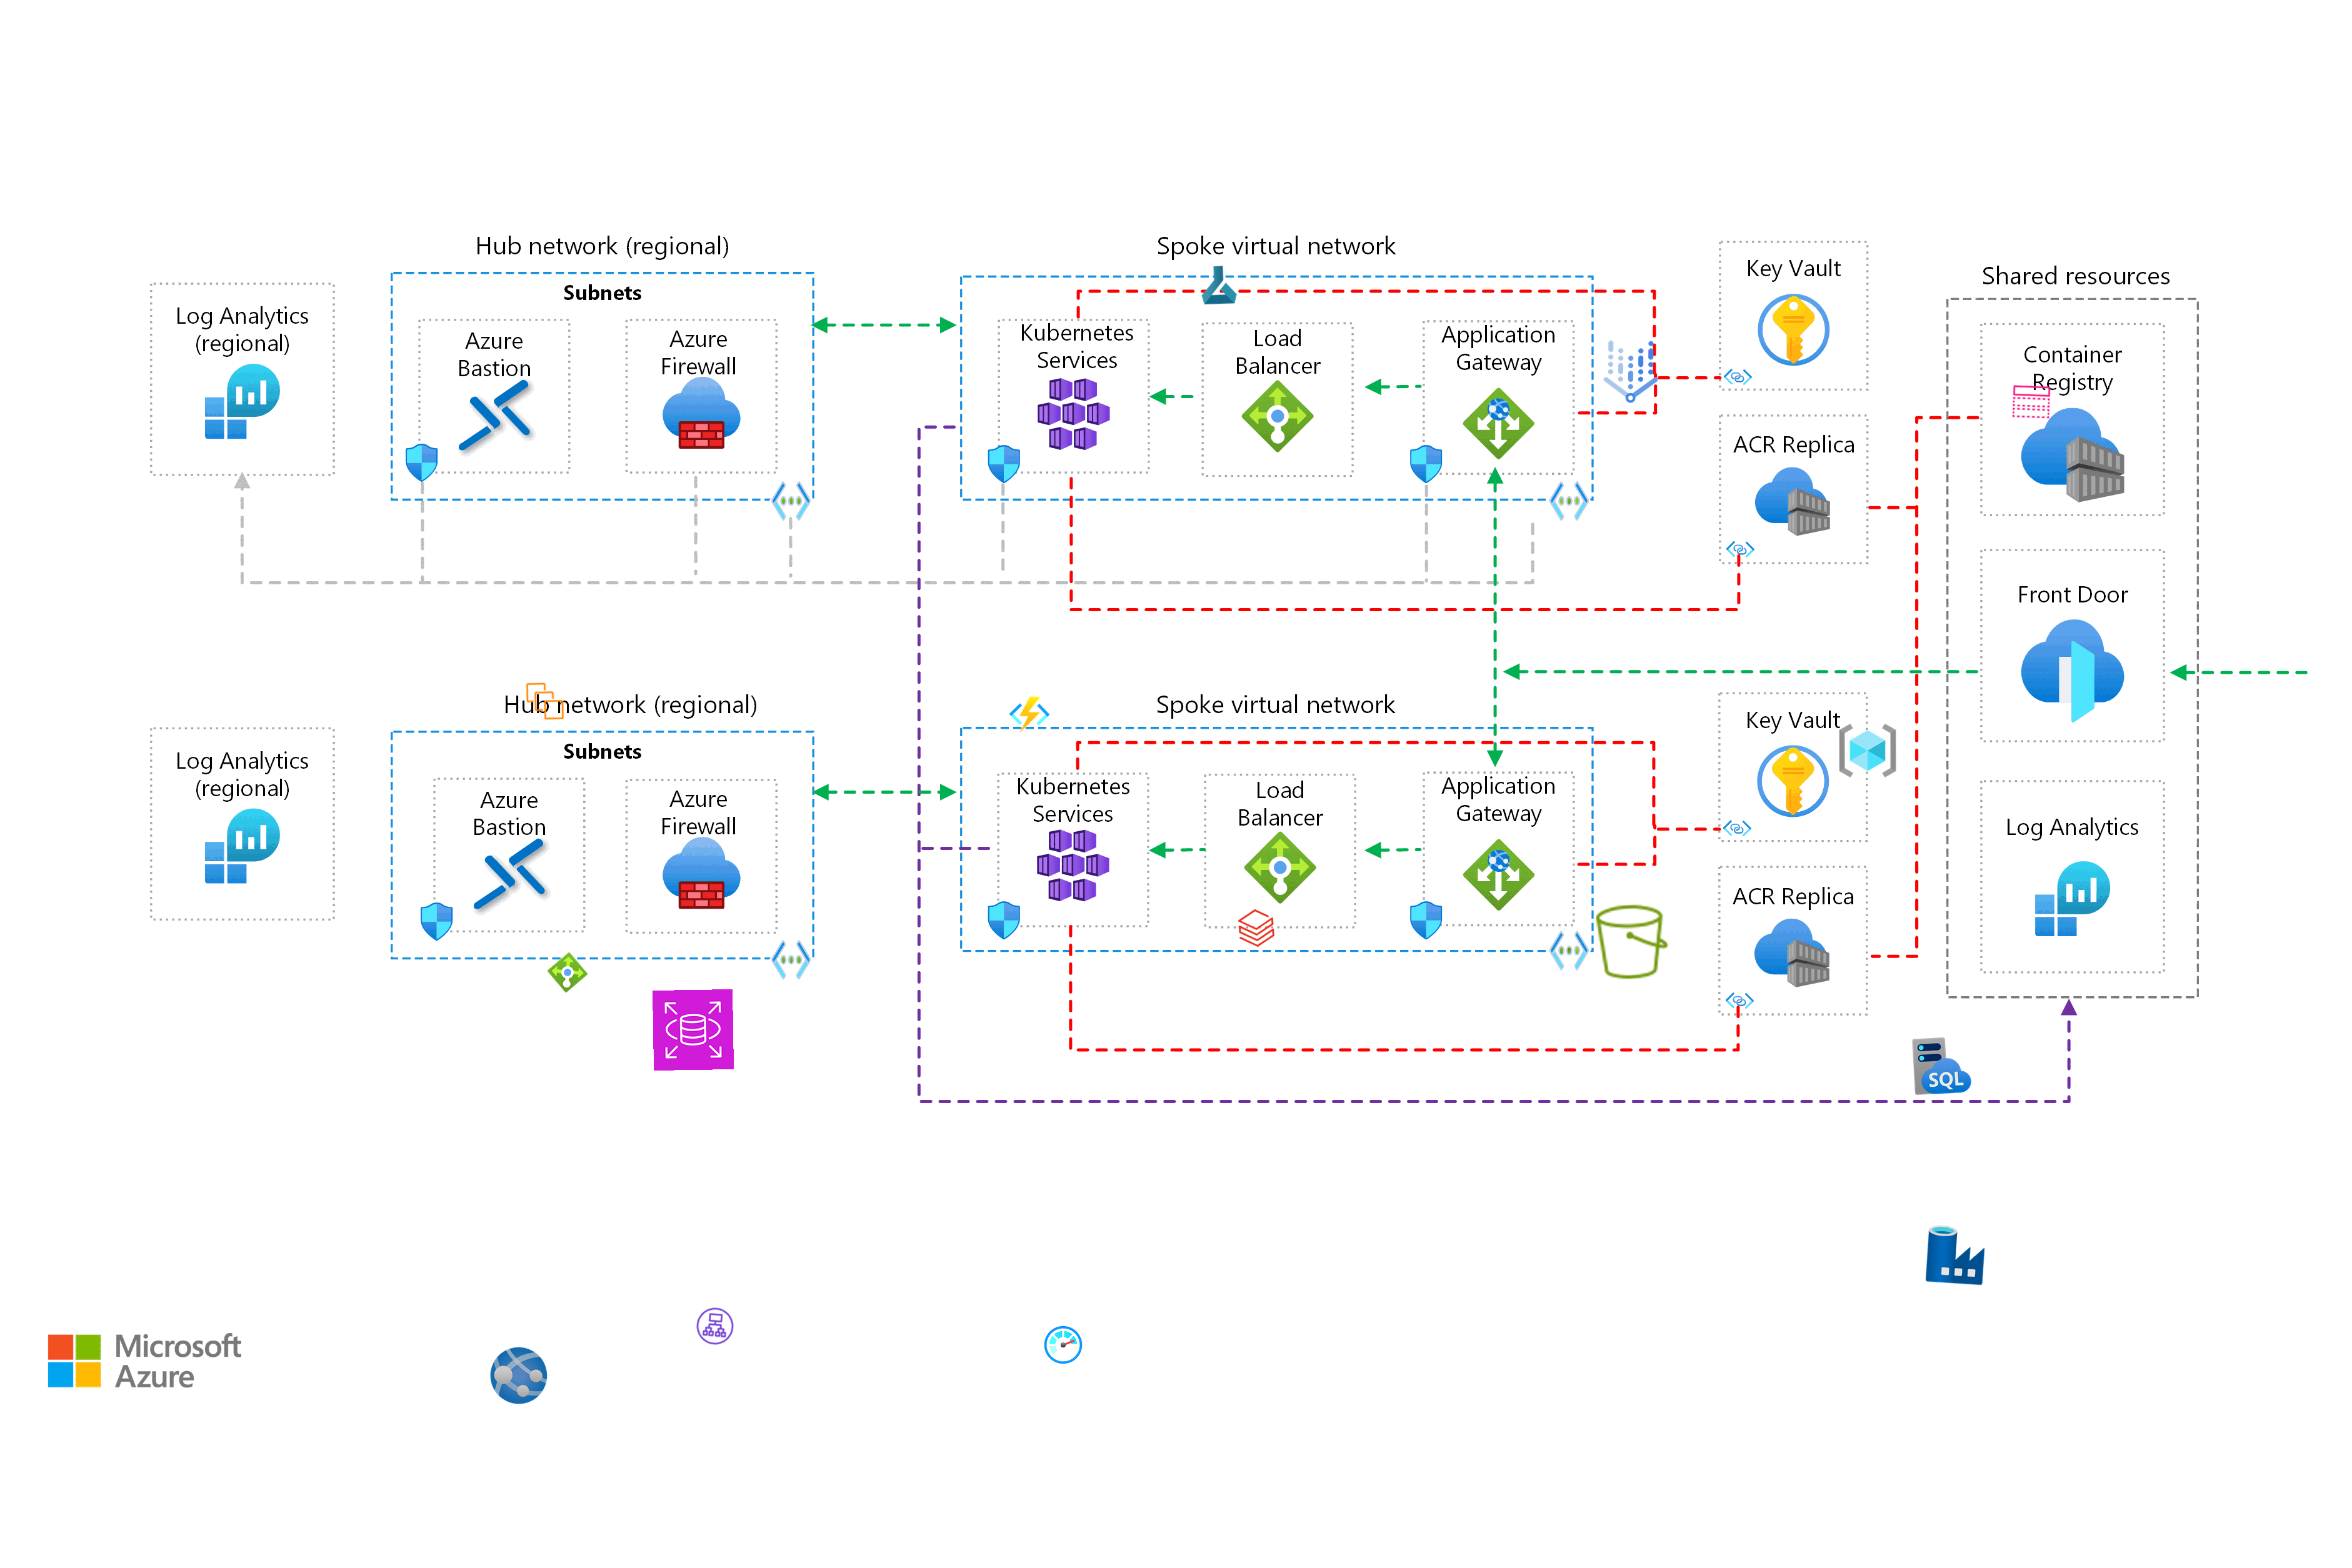 Hub network (regional)
Spoke virtual network
Subnets
Log Analytics
(regional)
Azure
Bastion
Azure
Firewall
Kubernetes
Services
Load
Balancer
Application
Gateway
Key Vault
ACR Replica
Shared resources
Container
Registry
Front Door
Log Analytics
Hub network (regional)
Spoke virtual network
Subnets
Log Analytics
(regional)
Azure
Bastion
Azure
Firewall
Kubernetes
Services
Load
Balancer
Application
Gateway
Key Vault
ACR Replica
SQL
Microsoft
Azure